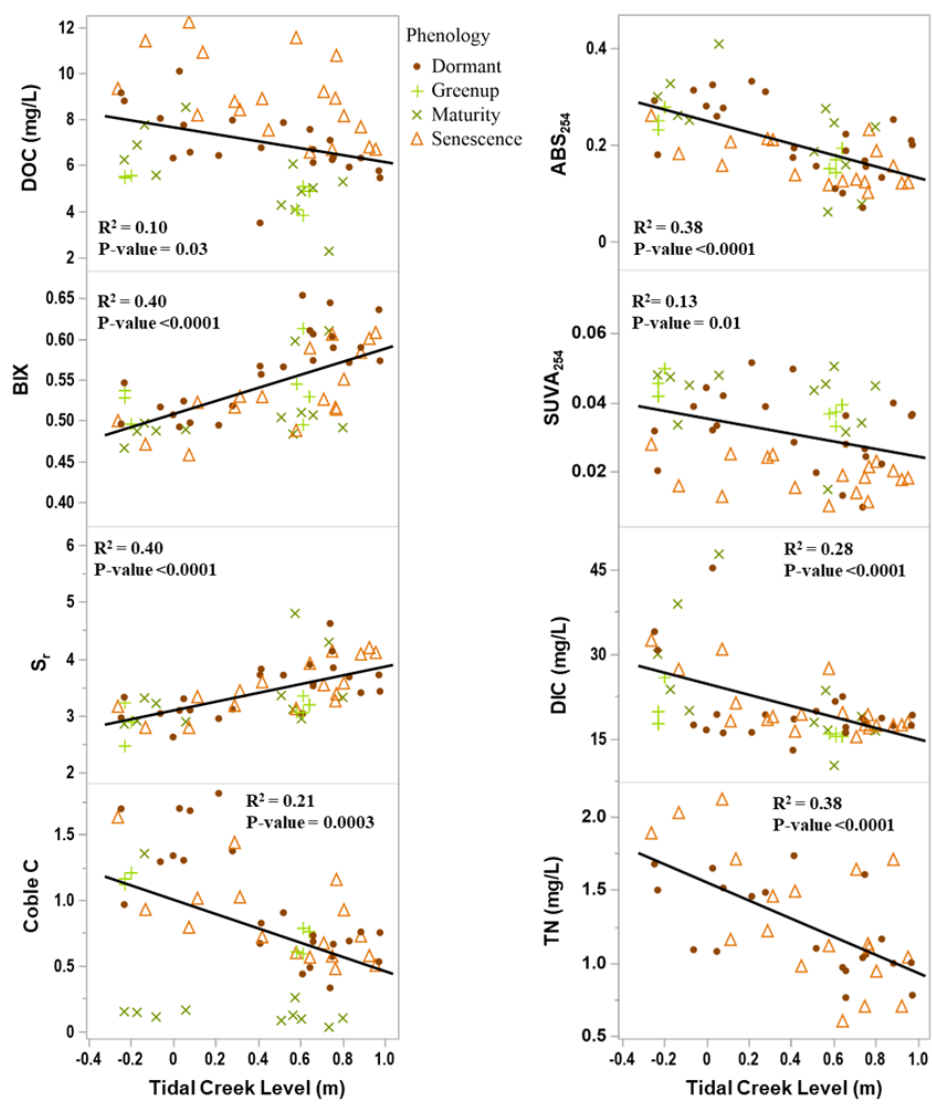 Phenology
Dormant
Greenup
Maturity
Senescence
DOC (mg/L)
12
10
8
6
4
2
R² = 0.10
P-value = 0.03
BIX
0.65
0.60
0.55
0.50
0.45
0.40
R² = 0.40
P-value <0.0001
Sr
6
5
4
3
2
R² = 0.40
P-value <0.0001
Coble C
1.5
1.0
0.5
0
R² = 0.21
P-value = 0.0003
-0.4 -0.2 0 0.2 0.4 0.6 0.8 1.0
Tidal Creek Level (m)
ABS254
0.4
0.2
0
R² = 0.38
P-value <0.0001
SUVA254
0.06
0.04
0.02
R²= 0.13
P-value = 0.01
DIC (mg/L)
45
30
15
R² = 0.28
P-value <0.0001
TN (mg/L)
2.0
1.5
1.0
0.5
R² = 0.38
P-value <0.0001
-0.4 -0.2 0 0.2 0.4 0.6 0.8 1.0
Tidal Creek Level (m)